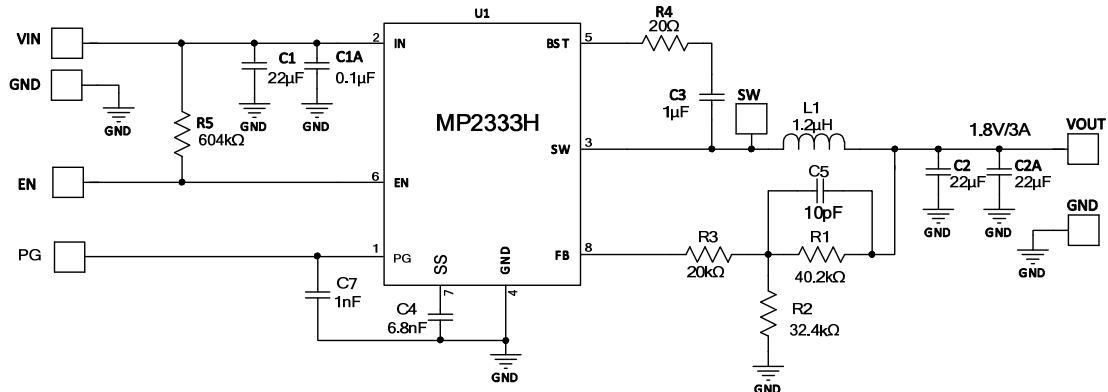 U1
MP2333H
VIN
GND
GND
R5
604kΩ
C1
22µF
GND
C1A
0.1µF
GND
EN
PG
C7
1nF
2
IN
6
EN
1
PG
SS
7
GND
4
C4
6.8nF
GND
BST
5
SW
3
FB
8
R4
20Ω
C3
1µF
SW
L1
1.2µH
C5
10pF
R3
20kΩ
R1
40.2kΩ
R2
32.4kΩ
GND
1.8V/3A
VOUT
C2
22µF
GND
C2A
22µF
GND
GND
GND